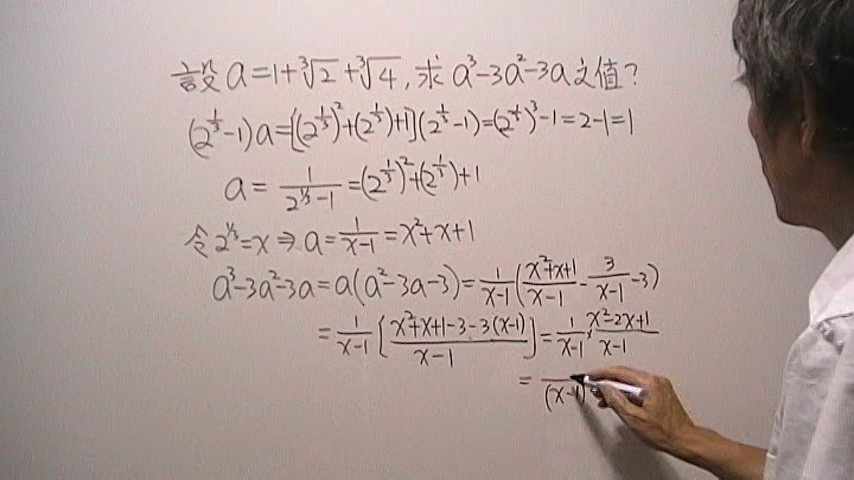 設 a=1+∛2+∛4, 求 a³-3a²-3a之值?
(2^{1/3}-1)a=[(2^{1/3})²+(2^{1/3})+1](2^{1/3}-1)=(2^{1/3})³-1=2-1=1
a=1/(2^{1/3}-1)=(2^{1/3})²+(2^{1/3})+1
令2^{1/3}=x⇒a=1/(x-1)=x²+x+1
a³-3a²-3a=a(a²-3a-3)=1/(x-1)((x²+x+1)/(x-1)-3/(x-1)-3)
=1/(x-1)[(x²+x+1-3-3(x-1))/(x-1)]=1/(x-1)·(x²-2x+1)/(x-1)
=/(x-1)